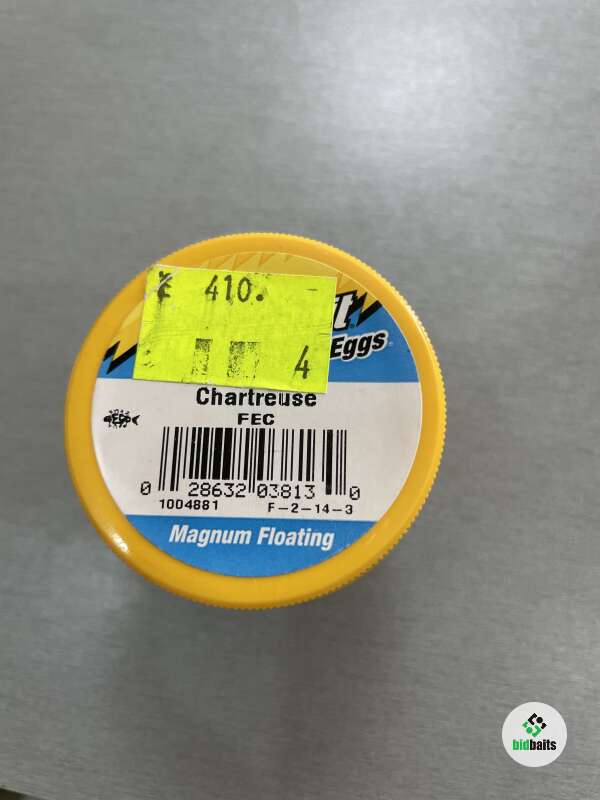 410.
4
t
Eggs
Chartreuse
FEC
0 28632 03813 0
1004881 F-2-14-3
Magnum Floating
bidbaits